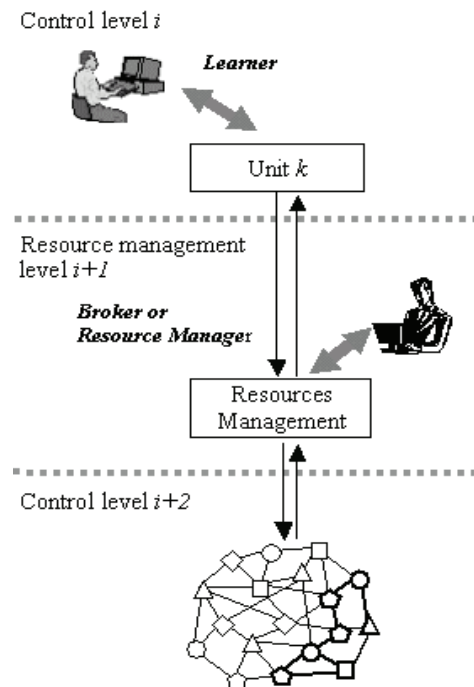 Control level i
Learner
Unit k
Resource management
level i+1
Broker or
Resource Manager
Resources
Management
Control level i+2